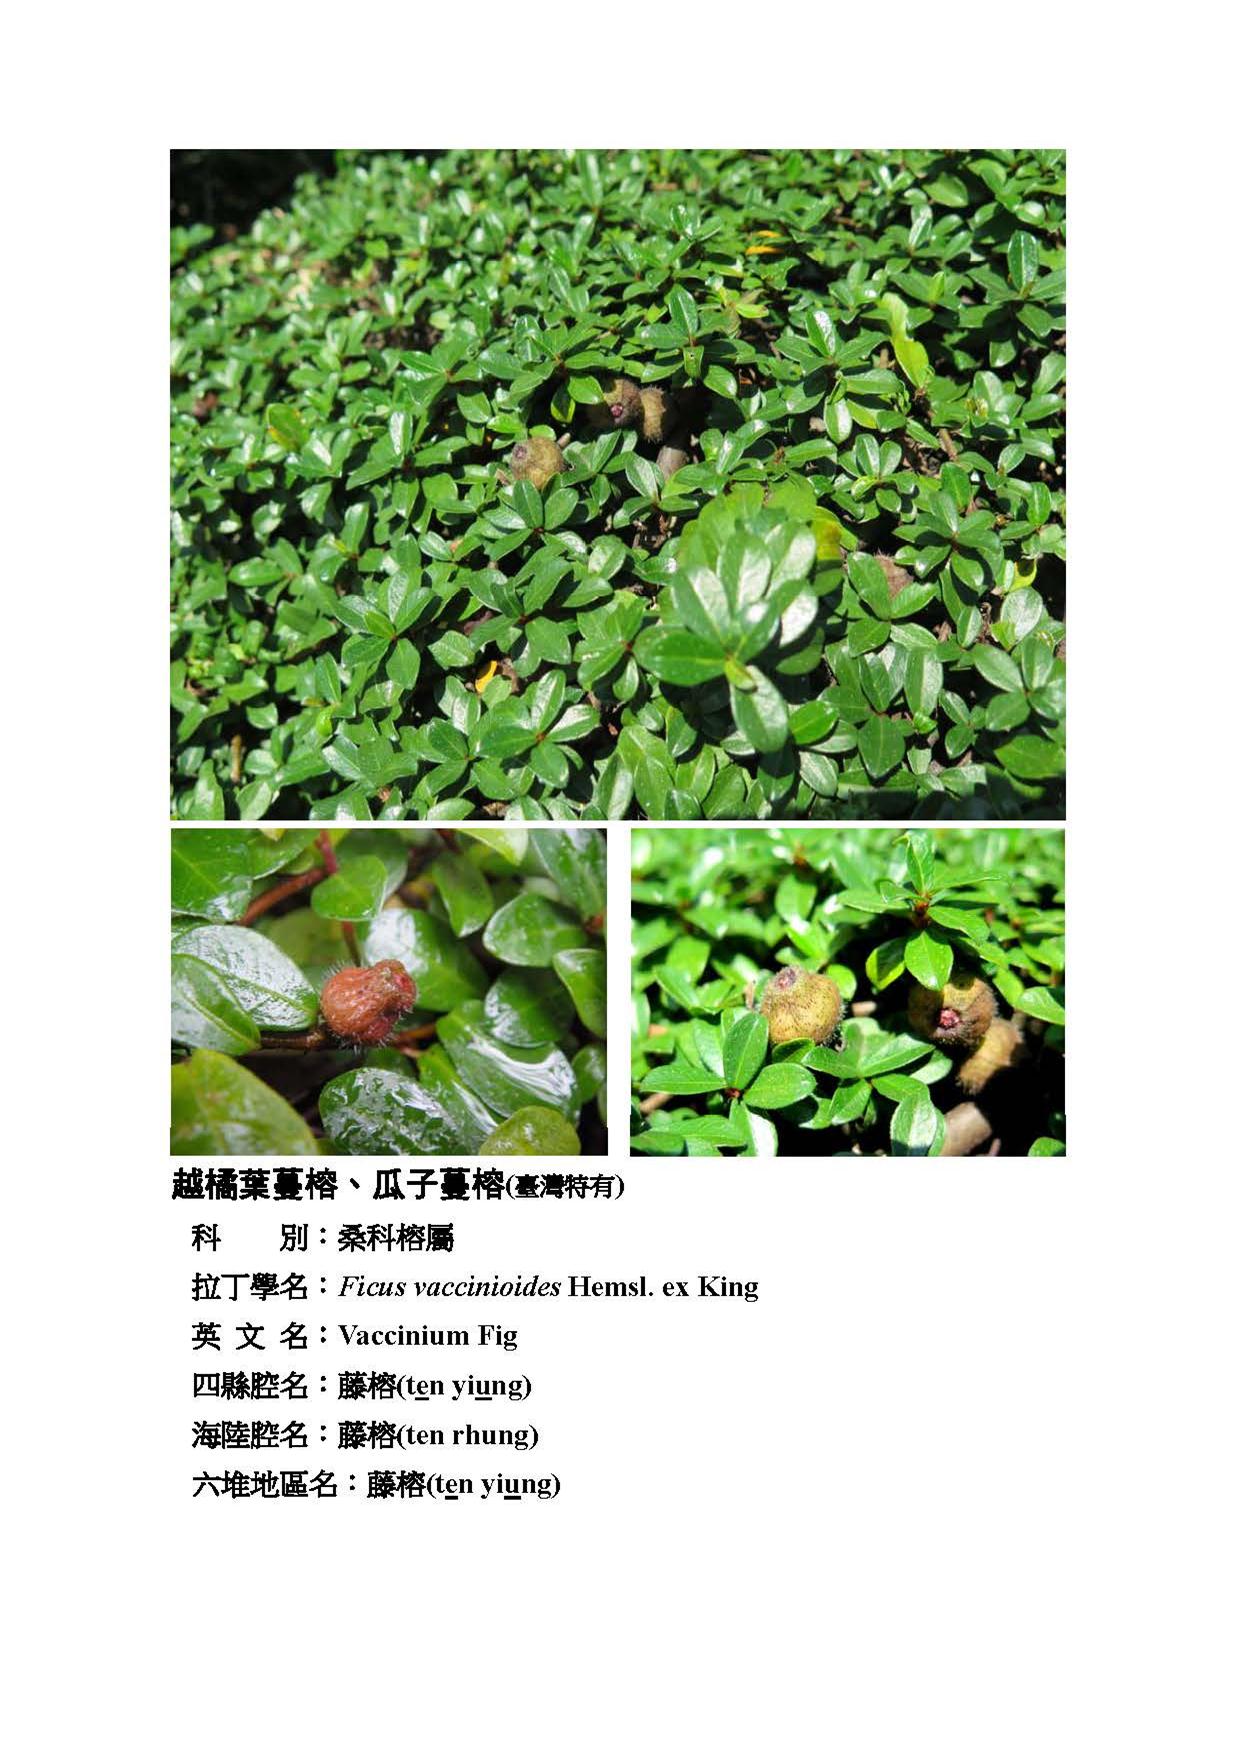 越橘葉蔓榕、瓜子蔓榕(臺灣特有)
科　　別：桑科榕屬
拉丁學名：Ficus vaccinioides Hemsl. ex King
英 文 名：Vaccinium Fig
四縣腔名：藤榕(ten yiung)
海陸腔名：藤榕(ten rhung)
六堆地區名：藤榕(ten yiung)